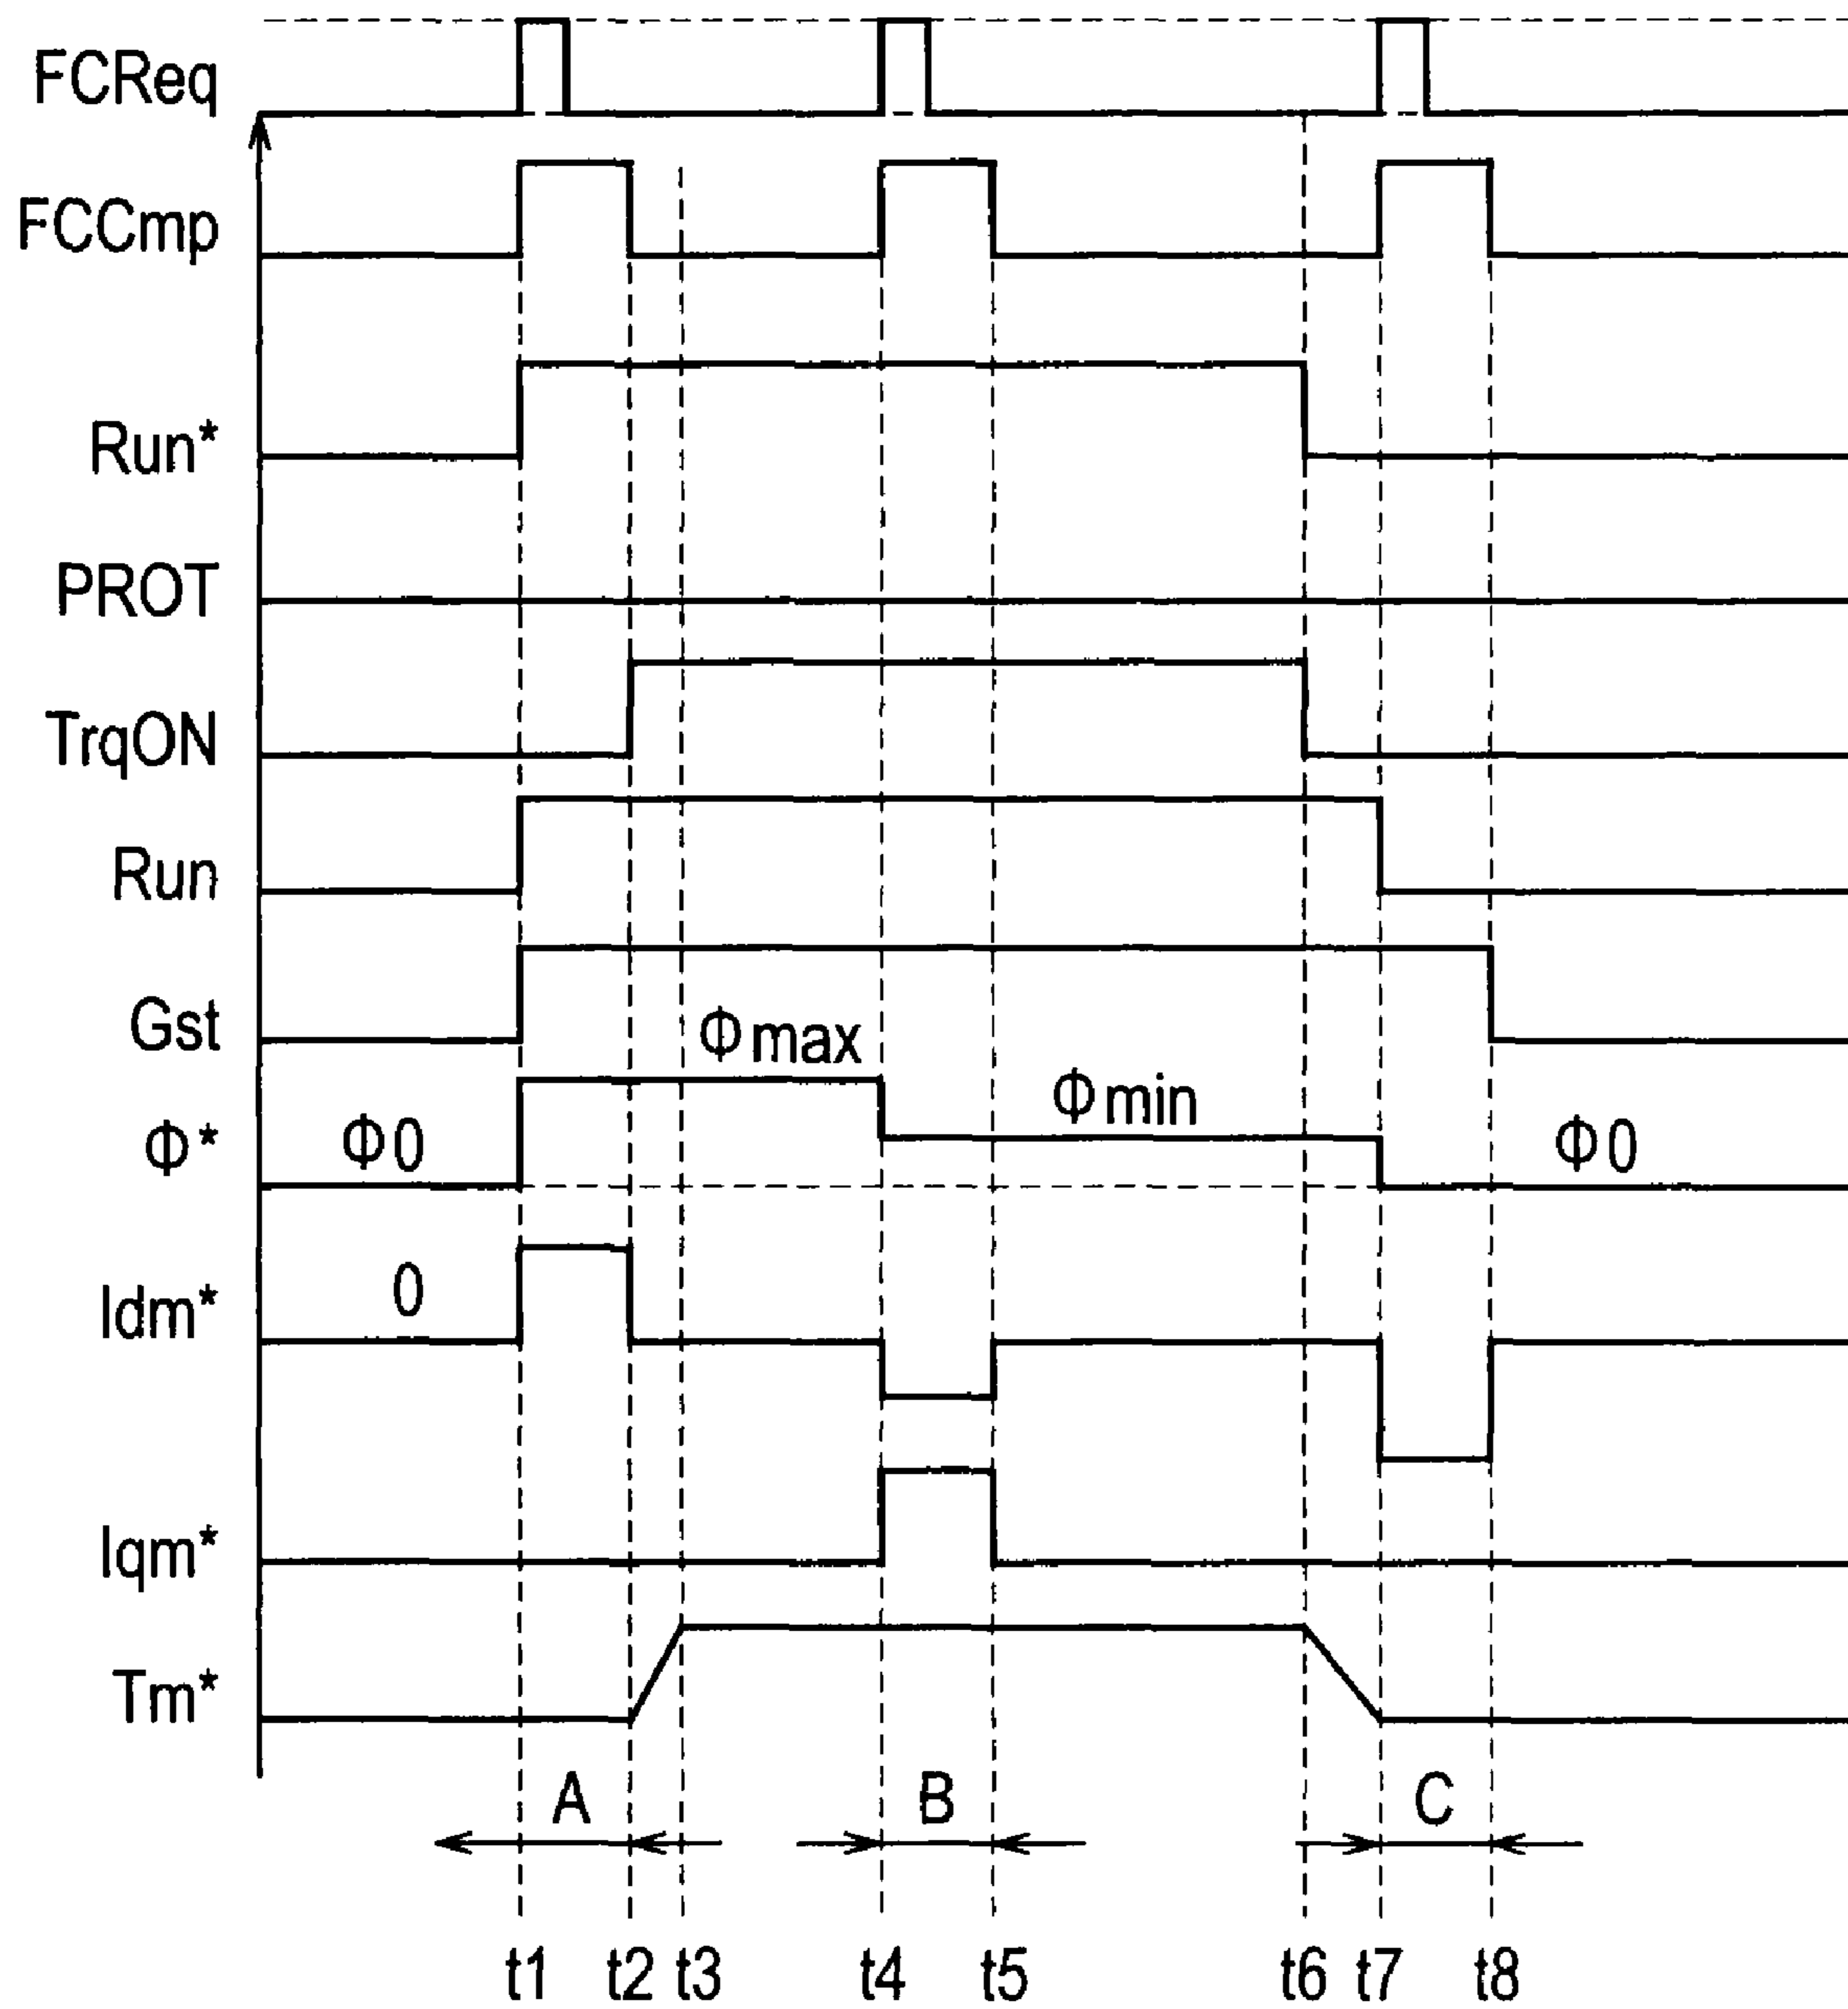 FCReq
FCCmp
Run*
PROT
TrqON
Run
Gst
Φmax
Φmin
Φ* Φ0 Φ0
Idm* 0
Iqm*
Tm*
A B C
t1 t2 t3 t4 t5 t6 t7 t8